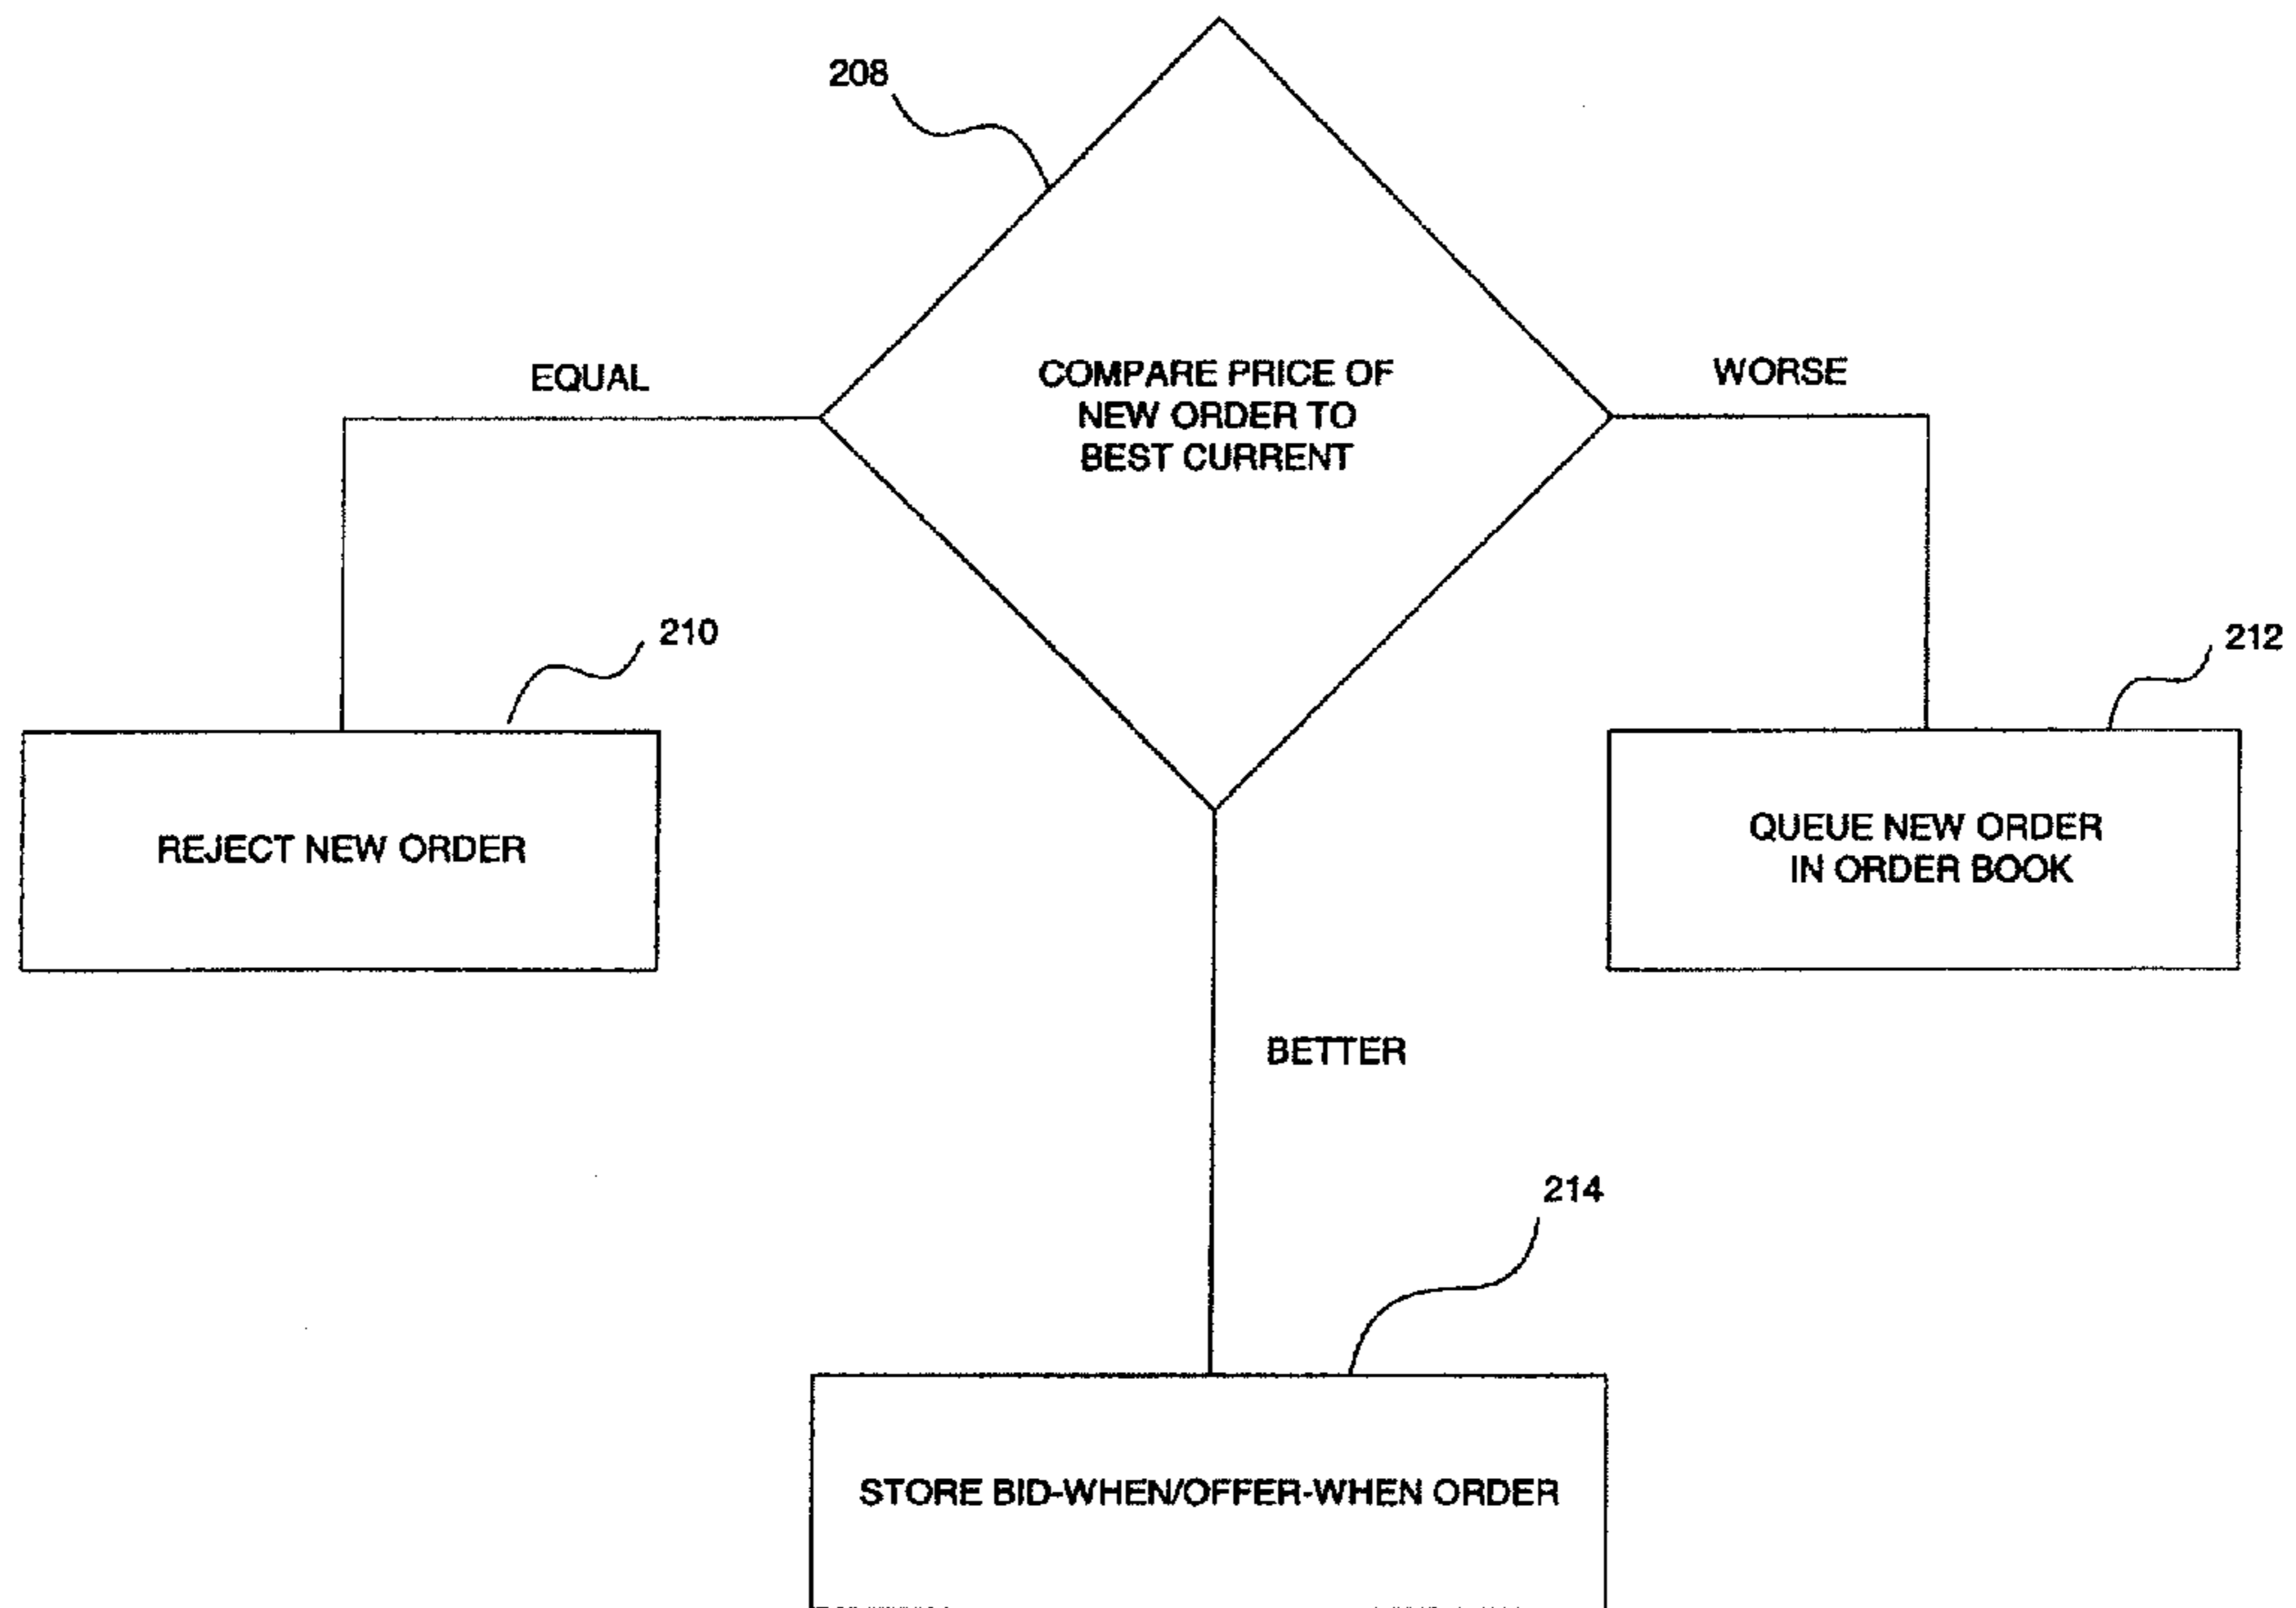 208
EQUAL
COMPARE PRICE OF
NEW ORDER TO
BEST CURRENT
WORSE
210
212
REJECT NEW ORDER
QUEUE NEW ORDER
IN ORDER BOOK
BETTER
214
STORE BID-WHEN/OFFER-WHEN ORDER